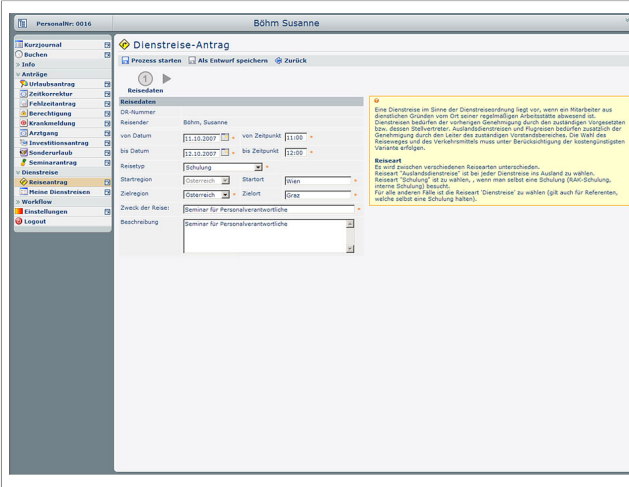 PersonalNr: 0016
Böhm Susanne
Kurzjournal
Buchen
> Info
Anträge
Urlaubsantrag
Zeitkorrektur
Fehlzeitantrag
Berechtigung
Krankmeldung
Arztgang
Investitionsantrag
Sonderurlaub
Seminarantrag
Dienstreise
Reiseantrag
Meine Dienstreisen
> Workflow
Einstellungen
Logout
Dienstreise-Antrag
Prozess starten Als Entwurf speichern Zurück
1
Reisedaten
Reisedaten
DR-Nummer
Reisender Böhm, Susanne
von Datum 11.10.2007 * von Zeitpunkt 11:00 *
bis Datum 12.10.2007 * bis Zeitpunkt 12:00 *
Reisetyp Schulung *
Startregion Österreich Startort Wien *
Zielregion Österreich * Zielort Graz *
Zweck der Reise: Seminar für Personalverantwortliche *
Beschreibung Seminar für Personalverantwortliche
Eine Dienstreise im Sinne der Dienstreiseordnung liegt vor, wenn ein Mitarbeiter aus
dienstlichen Gründen vom Ort seiner regelmäßigen Arbeitsstätte abwesend ist.
Dienstreisen bedürfen der vorherigen Genehmigung durch den zuständigen Vorgesetzten
bzw. dessen Stellvertreter. Auslandsdienstreisen und Flugreisen bedürfen zusätzlich der
Genehmigung durch den Leiter des zuständigen Vorstandsbereiches. Die Wahl des
Reiseweges und des Verkehrsmittels muss unter Berücksichtigung der kostengünstigsten
Variante erfolgen.
Reiseart
Es wird zwischen verschiedenen Reisearten unterschieden.
Reiseart "Auslandsdienstreise" ist bei jeder Dienstreise ins Ausland zu wählen.
Reiseart "Schulung" ist zu wählen, , wenn man selbst eine Schulung (RAK-Schulung,
interne Schulung) besucht.
Für alle anderen Fälle ist die Reiseart 'Dienstreise' zu wählen (gilt auch für Referenten,
welche selbst eine Schulung halten).